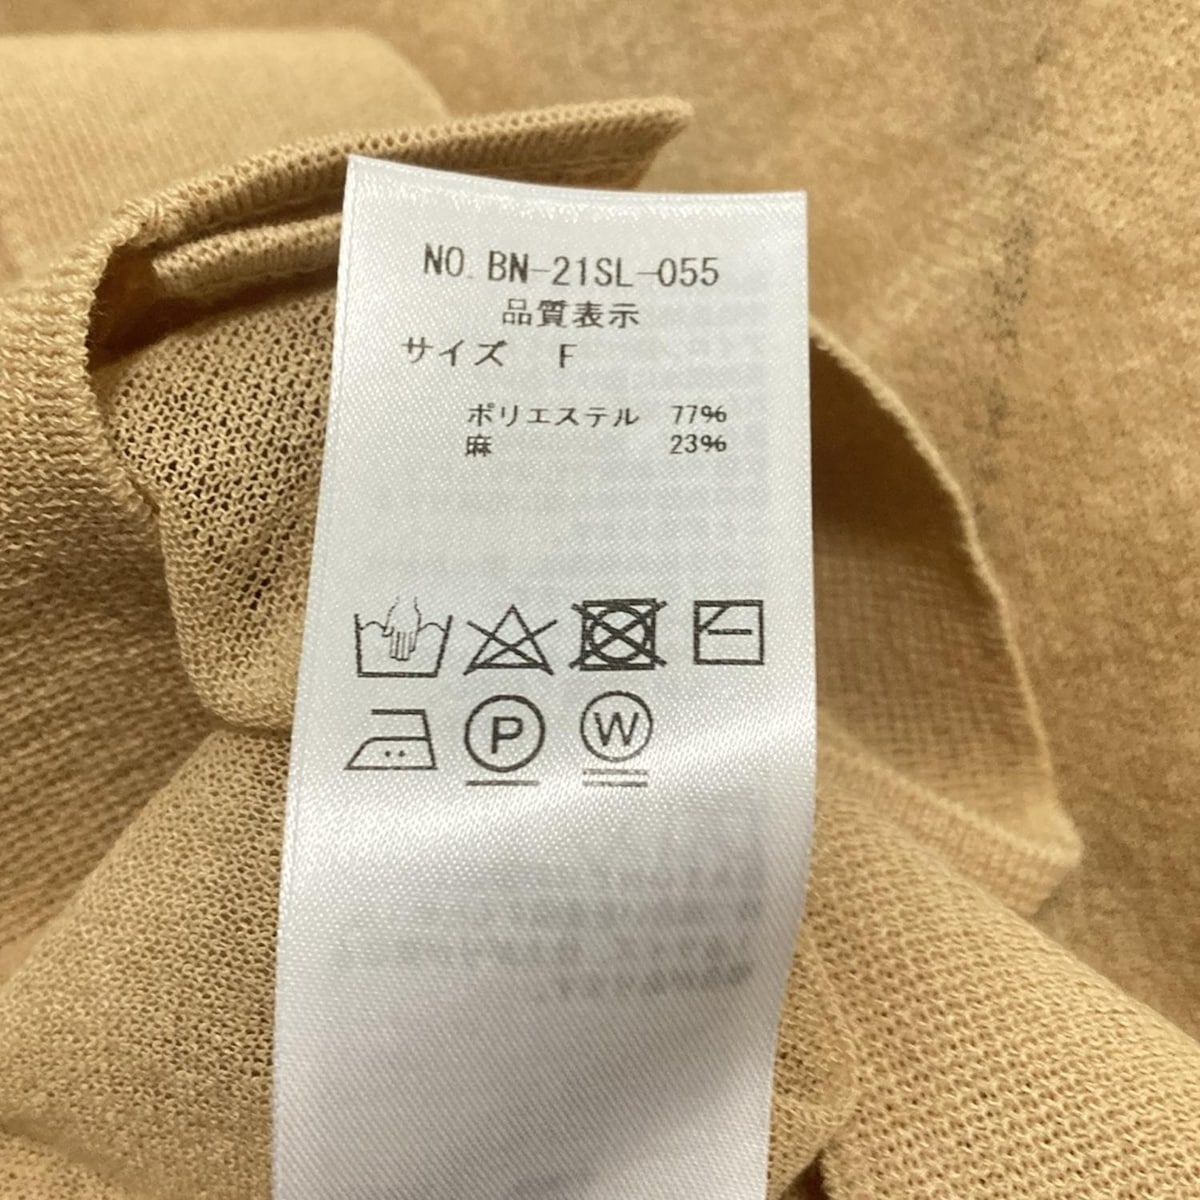 NO. BN-21SL-055
品質表示
サイズ F
ポリエステル 77%
麻 23%
P W